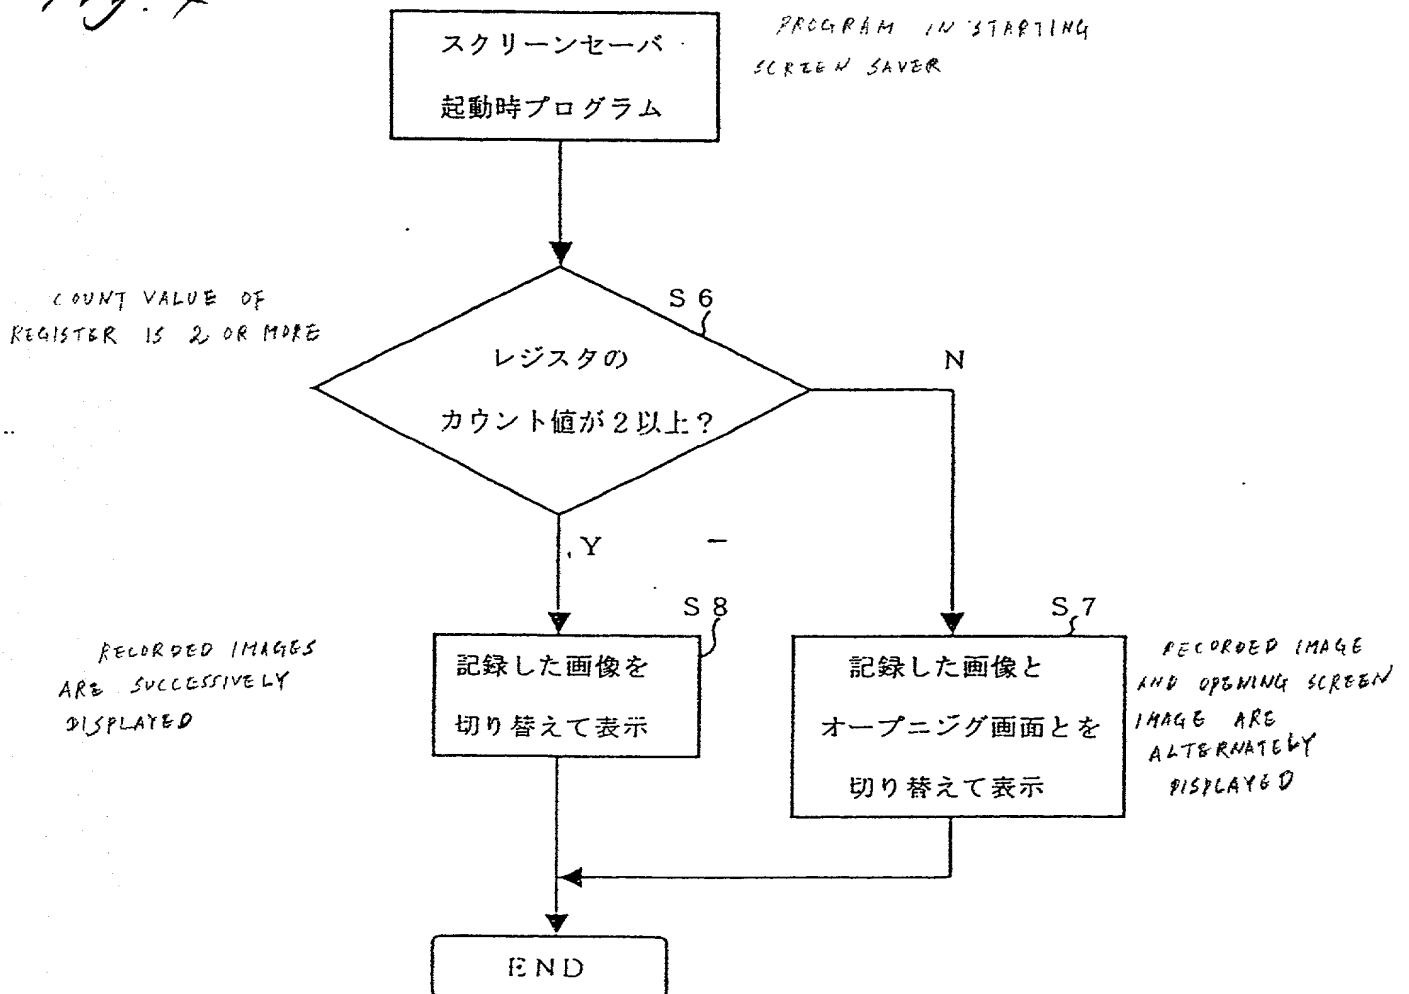 Fig.
スクリーンセーバ
起動時プログラム
PROGRAM IN STARTING
SCREEN SAVER
COUNT VALUE OF
REGISTER IS 2 OR MORE
S6
レジスタの
カウント値が2以上?
N
Y
S8
S7
RECORDED IMAGES
ARE SUCCESSIVELY
DISPLAYED
記録した画像を
切り替えて表示
記録した画像と
オープニング画面とを
切り替えて表示
RECORDED IMAGE
AND OPENING SCREEN
IMAGE ARE
ALTERNATELY
DISPLAYED
END